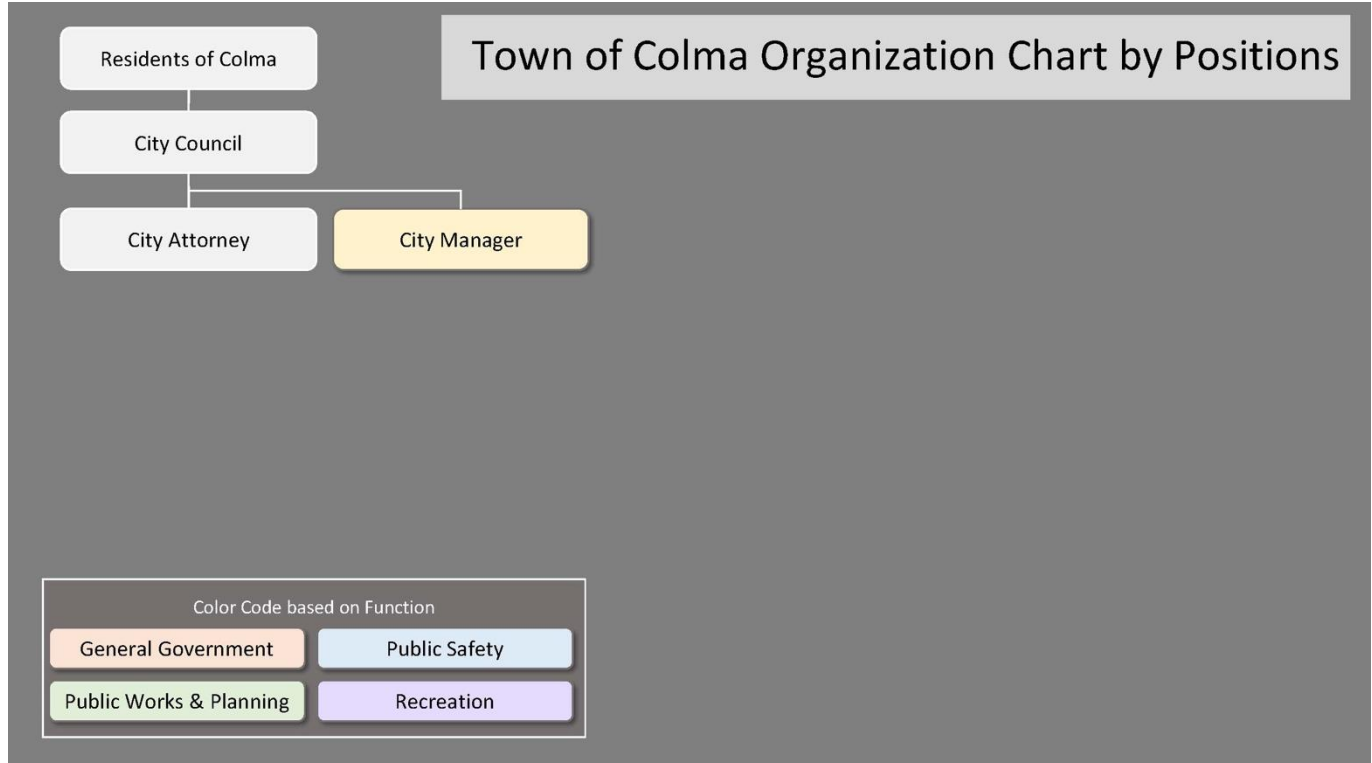 Town of Colma Organization Chart by Positions
Residents of Colma
City Council
City Attorney
City Manager
Color Code based on Function
General Government
Public Safety
Public Works & Planning
Recreation